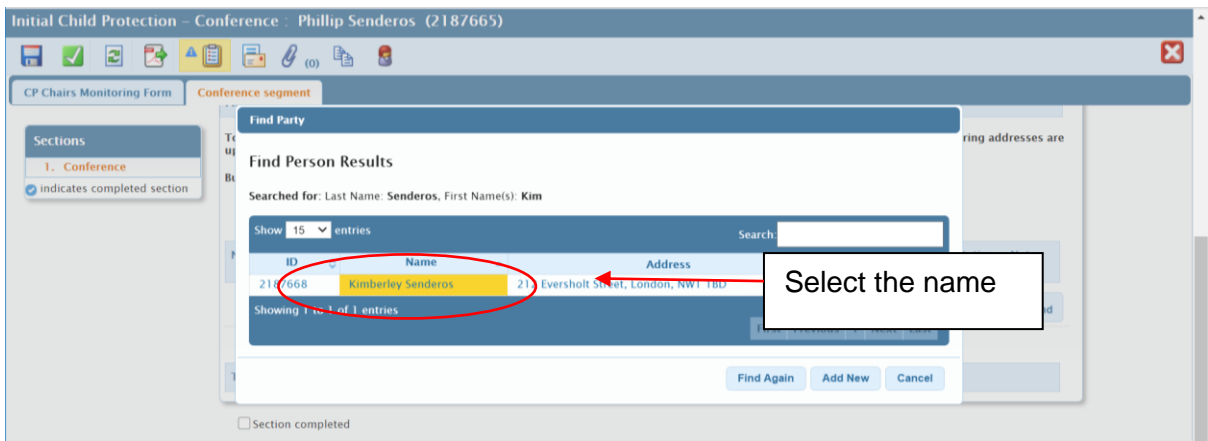 Initial Child Protection – Conference : Phillip Senderos (2187665)
(0)
CP Chairs Monitoring Form Conference segment
Find Party
Sections
ring addresses are
1. Conference
Find Person Results
indicates completed section
Searched for: Last Name: Senderos, First Name(s): Kim
Show 15 entries Search:
ID Name Address
Select the name
2187668 Kimberley Senderos 212 Eversholt Street, London, NW1 1BD
Showing 1 to 1 of 1 entries
Find Again Add New Cancel
Section completed